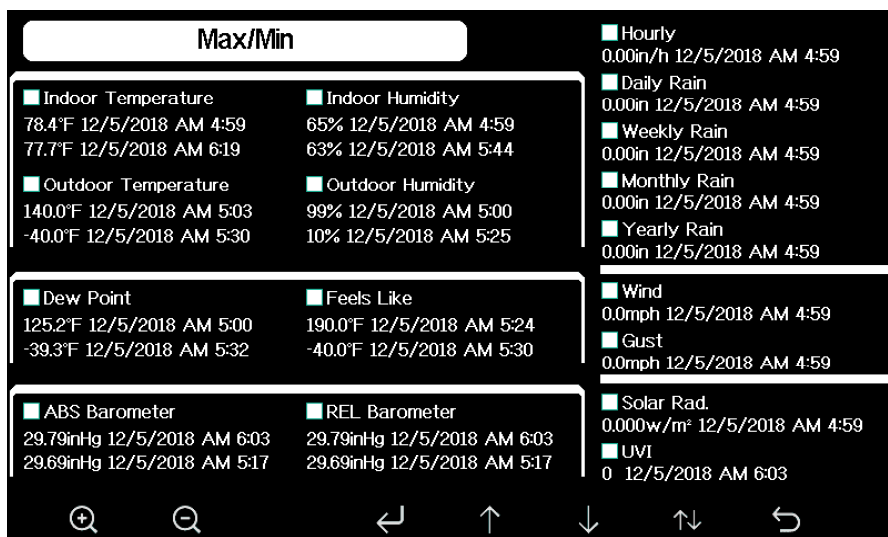 Max/Min
Indoor Temperature
78.4°F 12/5/2018 AM 4:59
77.7°F 12/5/2018 AM 6:19
Indoor Humidity
65% 12/5/2018 AM 4:59
63% 12/5/2018 AM 5:44
Outdoor Temperature
140.0°F 12/5/2018 AM 5:03
-40.0°F 12/5/2018 AM 5:30
Outdoor Humidity
99% 12/5/2018 AM 5:00
10% 12/5/2018 AM 5:25
Dew Point
125.2°F 12/5/2018 AM 5:00
-39.3°F 12/5/2018 AM 5:32
Feels Like
190.0°F 12/5/2018 AM 5:24
-40.0°F 12/5/2018 AM 5:30
ABS Barometer
29.79inHg 12/5/2018 AM 6:03
29.69inHg 12/5/2018 AM 5:17
REL Barometer
29.79inHg 12/5/2018 AM 6:03
29.69inHg 12/5/2018 AM 5:17
Hourly
0.00in/h 12/5/2018 AM 4:59
Daily Rain
0.00in 12/5/2018 AM 4:59
Weekly Rain
0.00in 12/5/2018 AM 4:59
Monthly Rain
0.00in 12/5/2018 AM 4:59
Yearly Rain
0.00in 12/5/2018 AM 4:59
Wind
0.0mph 12/5/2018 AM 4:59
Gust
0.0mph 12/5/2018 AM 4:59
Solar Rad.
0.000w/m² 12/5/2018 AM 4:59
UVI
0 12/5/2018 AM 6:03